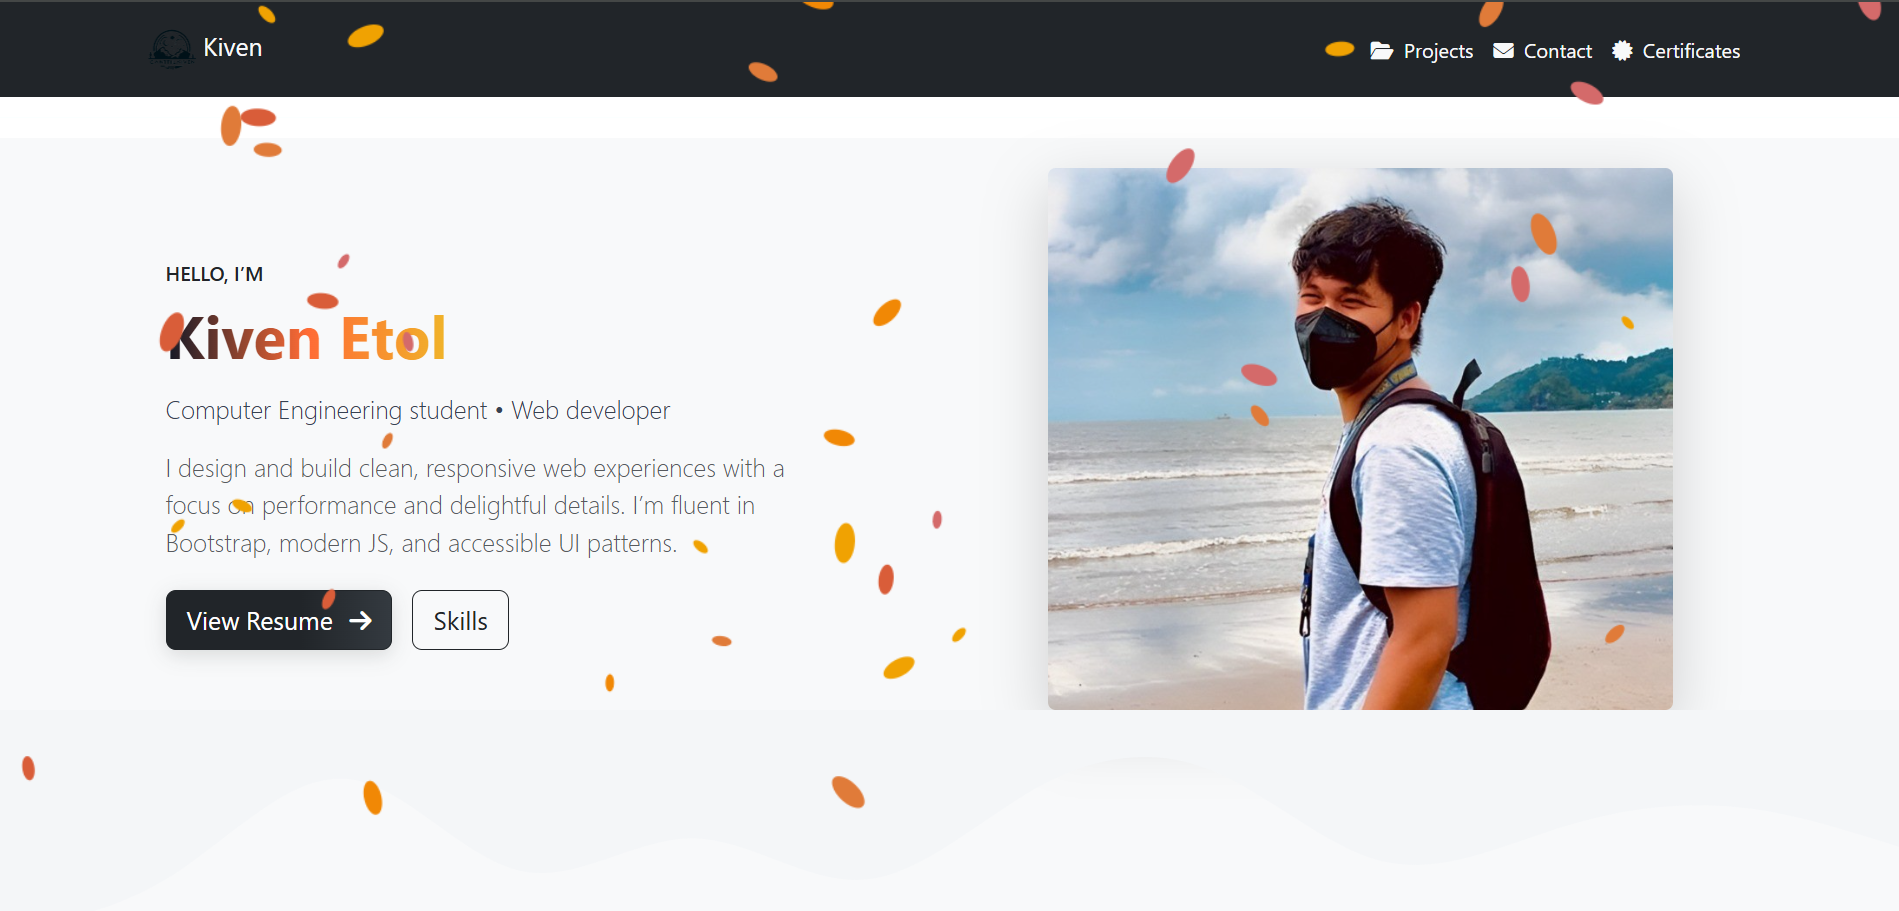 Kiven
Projects Contact Certificates
HELLO, I’M
Kiven Etol
Computer Engineering student • Web developer
I design and build clean, responsive web experiences with a
focus on performance and delightful details. I’m fluent in
Bootstrap, modern JS, and accessible UI patterns.
View Resume
Skills